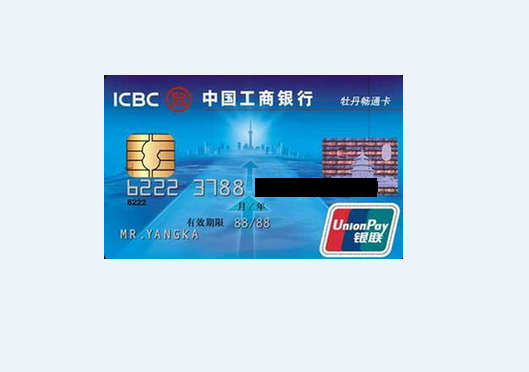 ICBC 中国工商银行 牡丹畅通卡
6222 3788
6222
月/年
有效期限 88/88
MR.YANGKA
UnionPay
银联